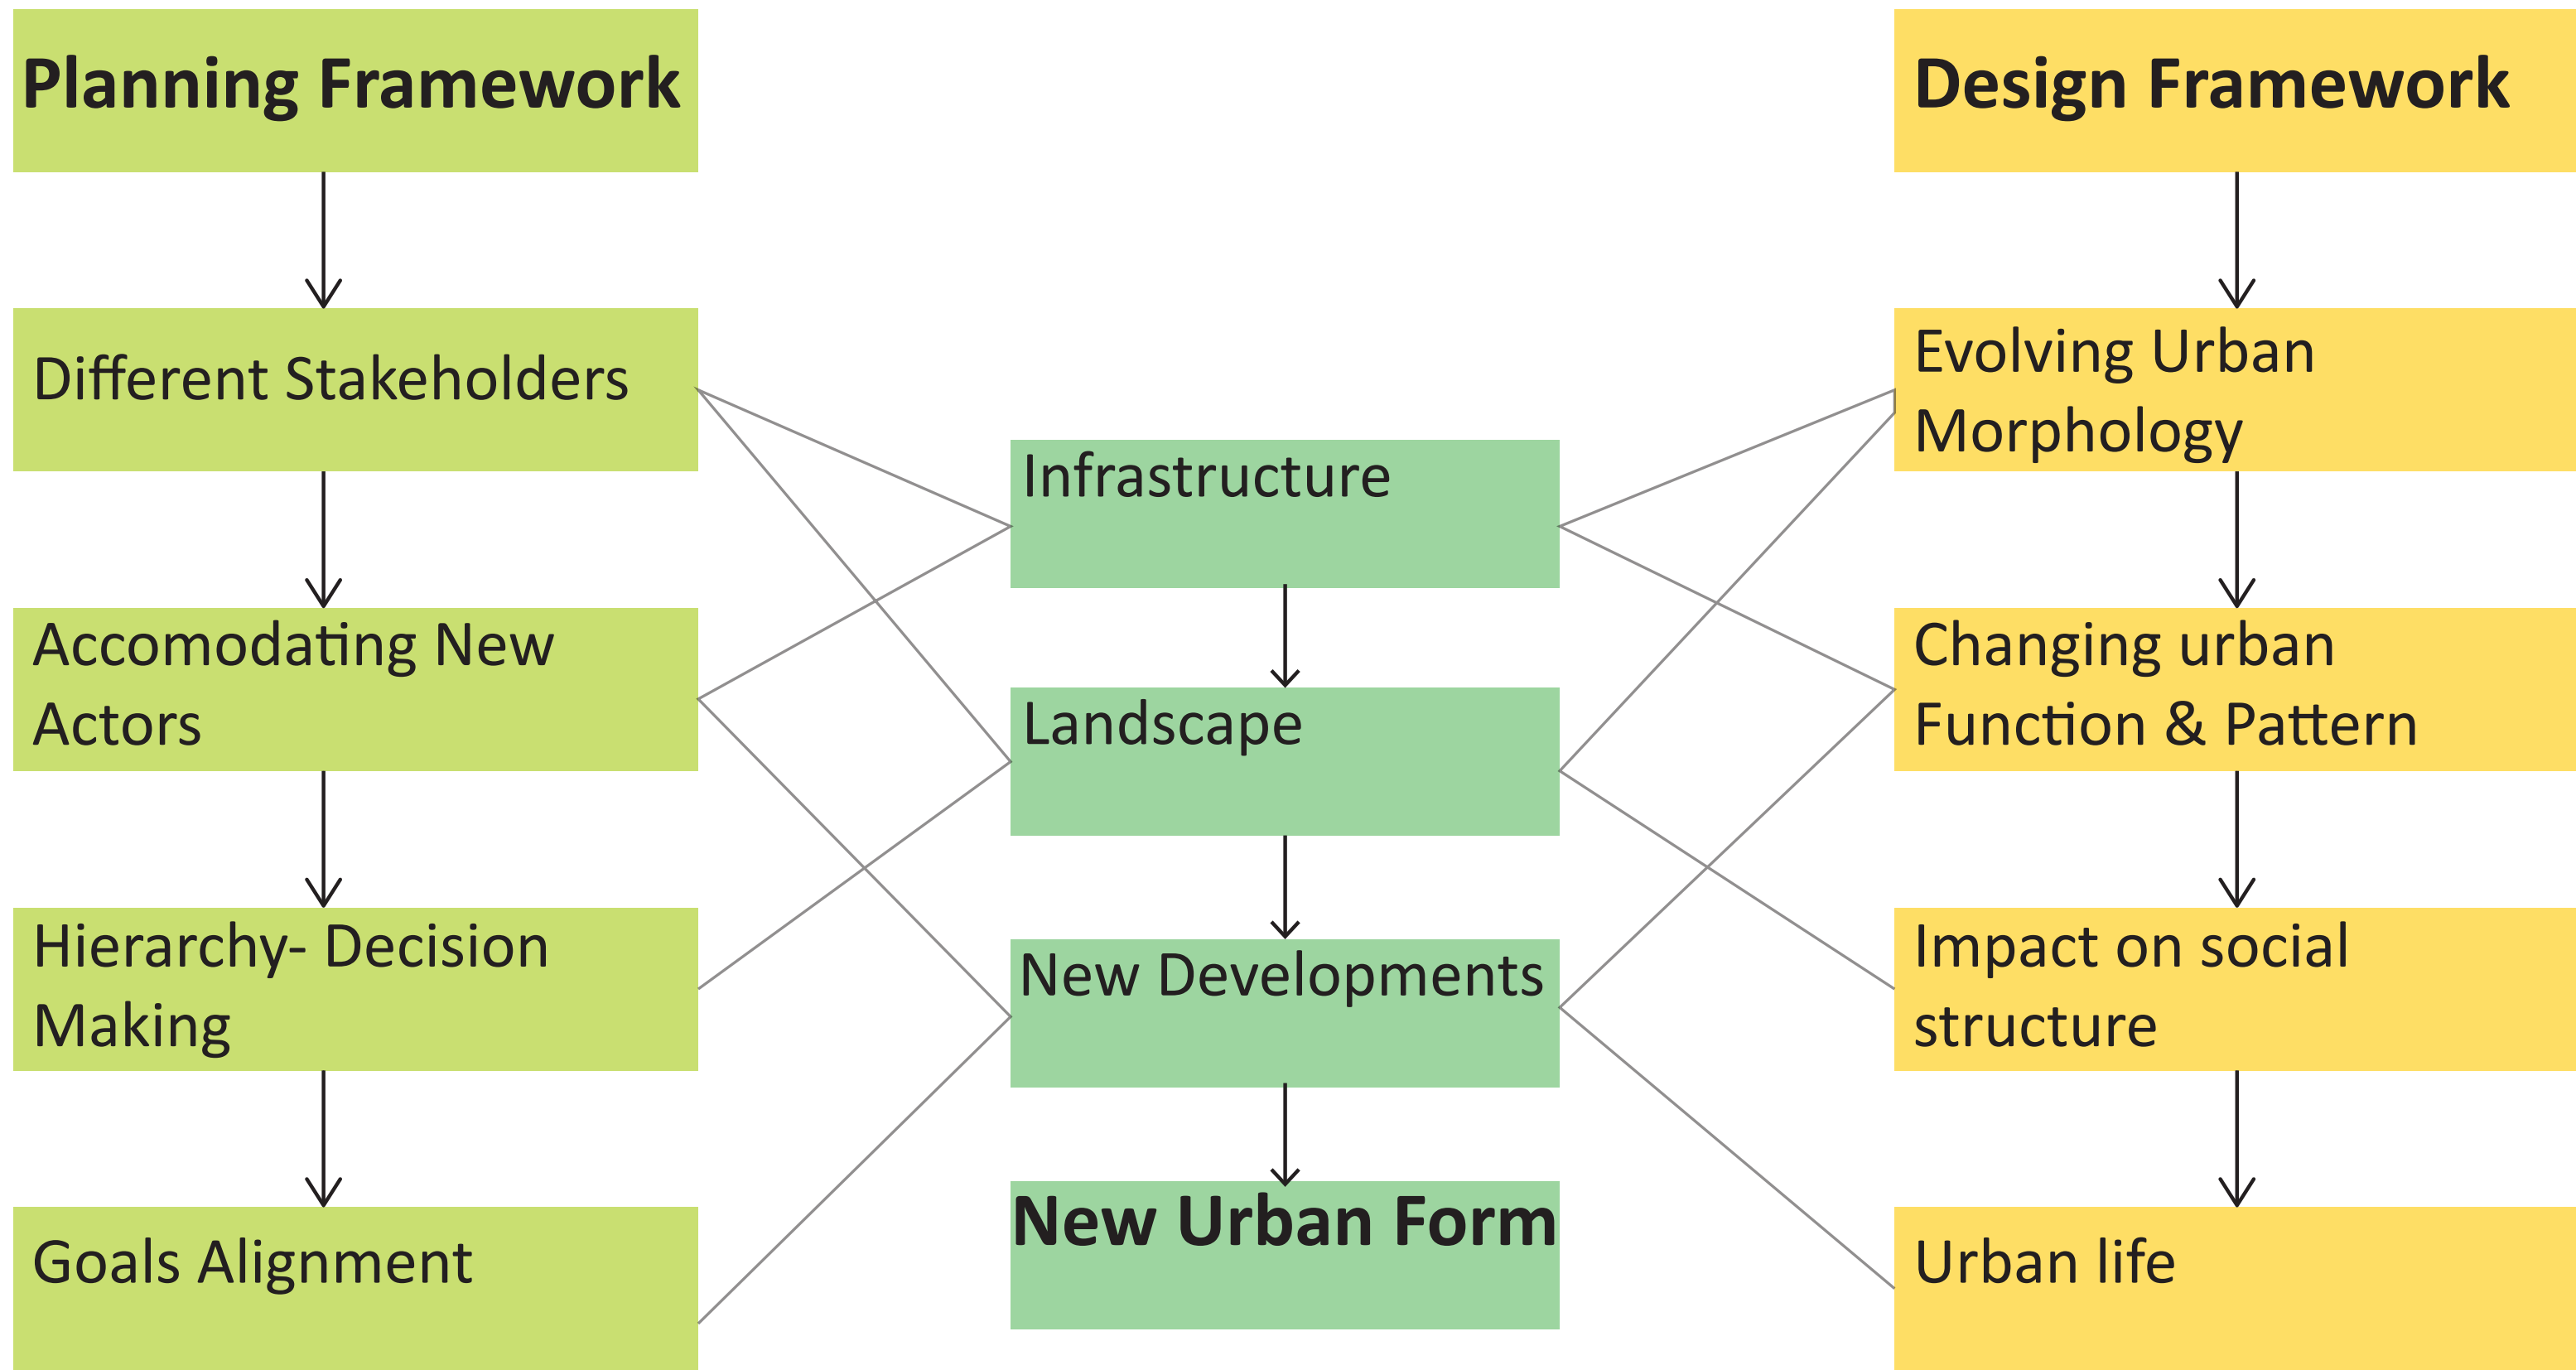 Planning Framework
Different Stakeholders
Accomodating New
Actors
Hierarchy- Decision
Making
Goals Alignment
Infrastructure
Landscape
New Developments
New Urban Form
Design Framework
Evolving Urban
Morphology
Changing urban
Function & Pattern
Impact on social
structure
Urban life